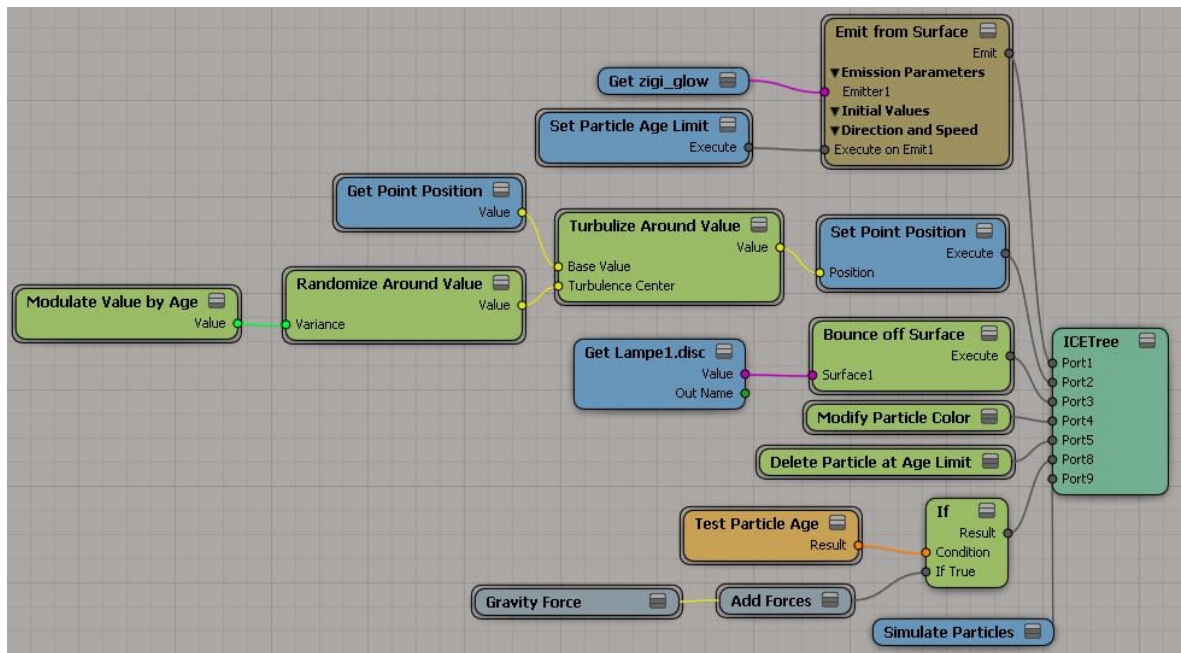 Emit from Surface
Emit
▼Emission Parameters
Emitter1
▼Initial Values
▼Direction and Speed
Execute on Emit1
Get zigi_glow
Set Particle Age Limit
Execute
Get Point Position
Value
Turbulize Around Value
Value
Base Value
Turbulence Center
Set Point Position
Execute
Position
Modulate Value by Age
Value
Randomize Around Value
Value
Variance
Get Lampe1.disc
Value
Out Name
Bounce off Surface
Execute
Surface1
ICETree
Port1
Port2
Port3
Port4
Port5
Port8
Port9
Modify Particle Color
Delete Particle at Age Limit
Test Particle Age
Result
If
Result
Condition
If True
Gravity Force
Add Forces
Simulate Particles